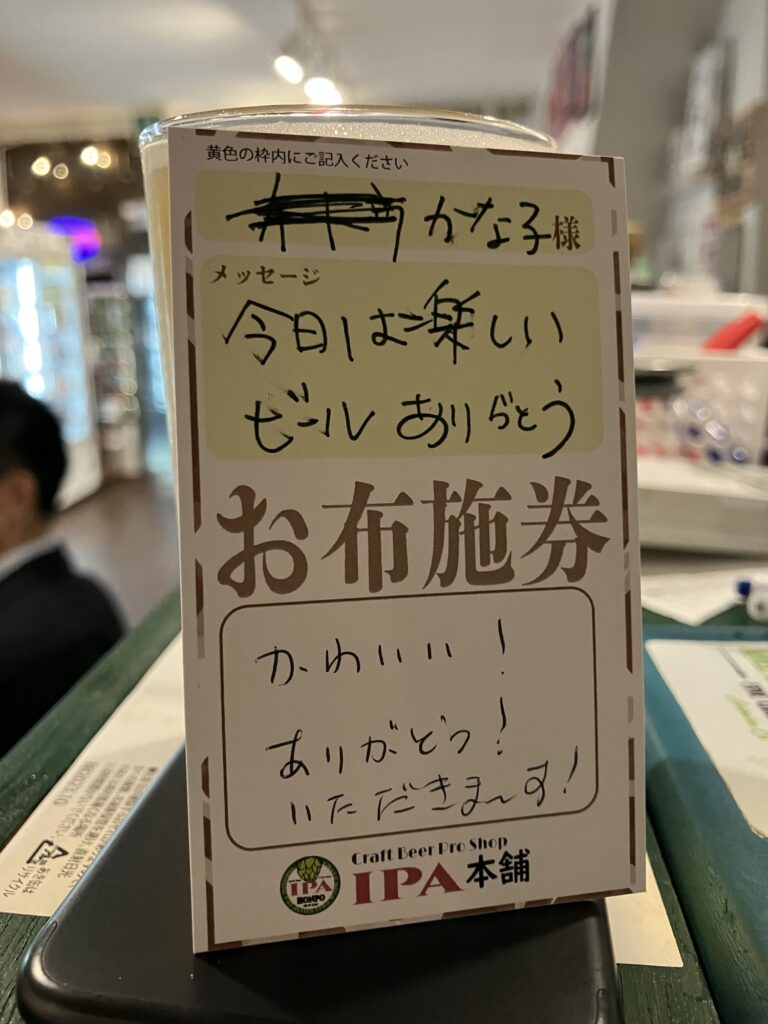 黄色の枠内にご記入ください
かな子様
メッセージ
今日は楽しい
ビールありがとう
お布施券
かわいい！
ありがとう！
いただきま〜す！
Craft Beer Pro Shop
IPA本舗
IPA
HONPO